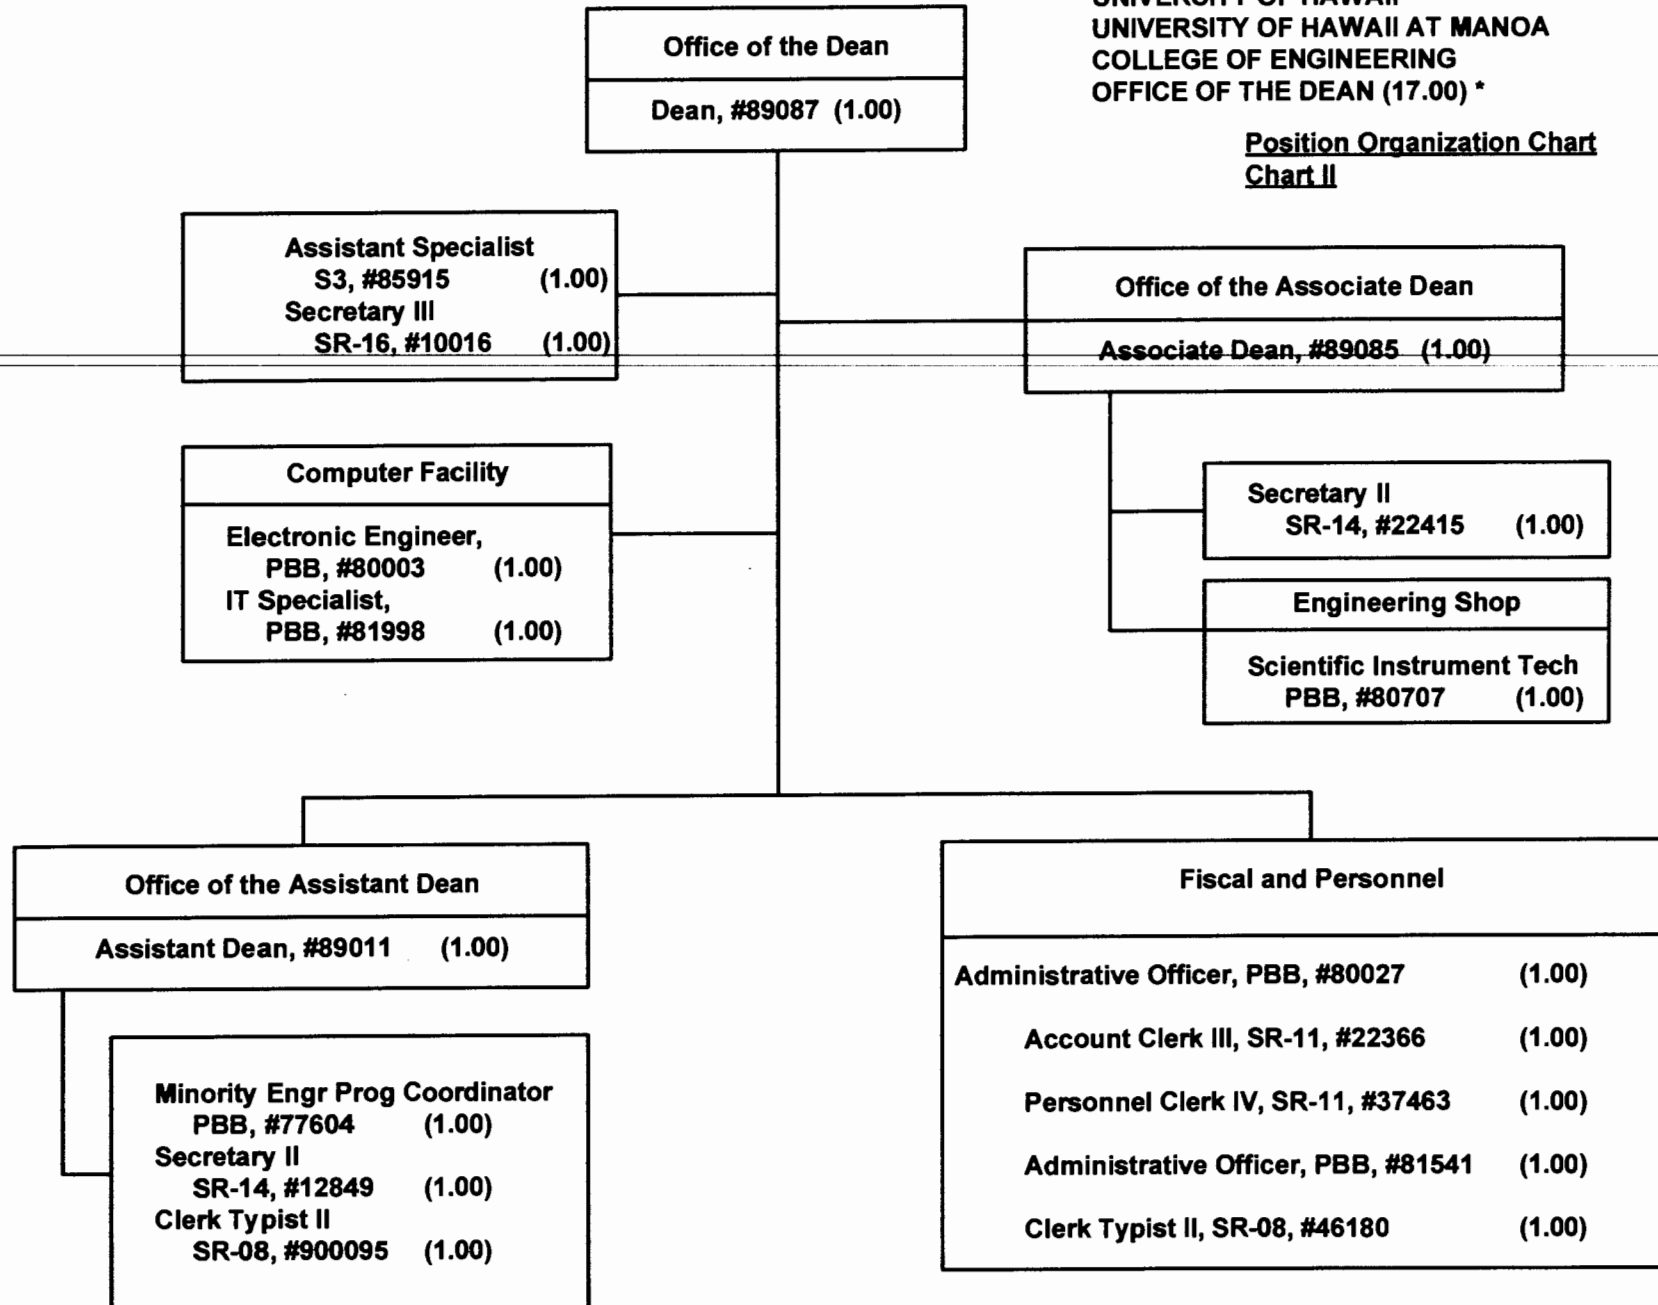 UNIVERSITY OF HAWAII
UNIVERSITY OF HAWAII AT MANOA
COLLEGE OF ENGINEERING
OFFICE OF THE DEAN (17.00) *
Position Organization Chart
Chart II
Office of the Dean
Dean, #89087 (1.00)
Assistant Specialist
S3, #85915 (1.00)
Secretary III
SR-16, #10016 (1.00)
Office of the Associate Dean
Associate Dean, #89085 (1.00)
Computer Facility
Electronic Engineer,
PBB, #80003 (1.00)
IT Specialist,
PBB, #81998 (1.00)
Secretary II
SR-14, #22415 (1.00)
Engineering Shop
Scientific Instrument Tech
PBB, #80707 (1.00)
Office of the Assistant Dean
Assistant Dean, #89011 (1.00)
Minority Engr Prog Coordinator
PBB, #77604 (1.00)
Secretary II
SR-14, #12849 (1.00)
Clerk Typist II
SR-08, #900095 (1.00)
Fiscal and Personnel
Administrative Officer, PBB, #80027 (1.00)
Account Clerk III, SR-11, #22366 (1.00)
Personnel Clerk IV, SR-11, #37463 (1.00)
Administrative Officer, PBB, #81541 (1.00)
Clerk Typist II, SR-08, #46180 (1.00)